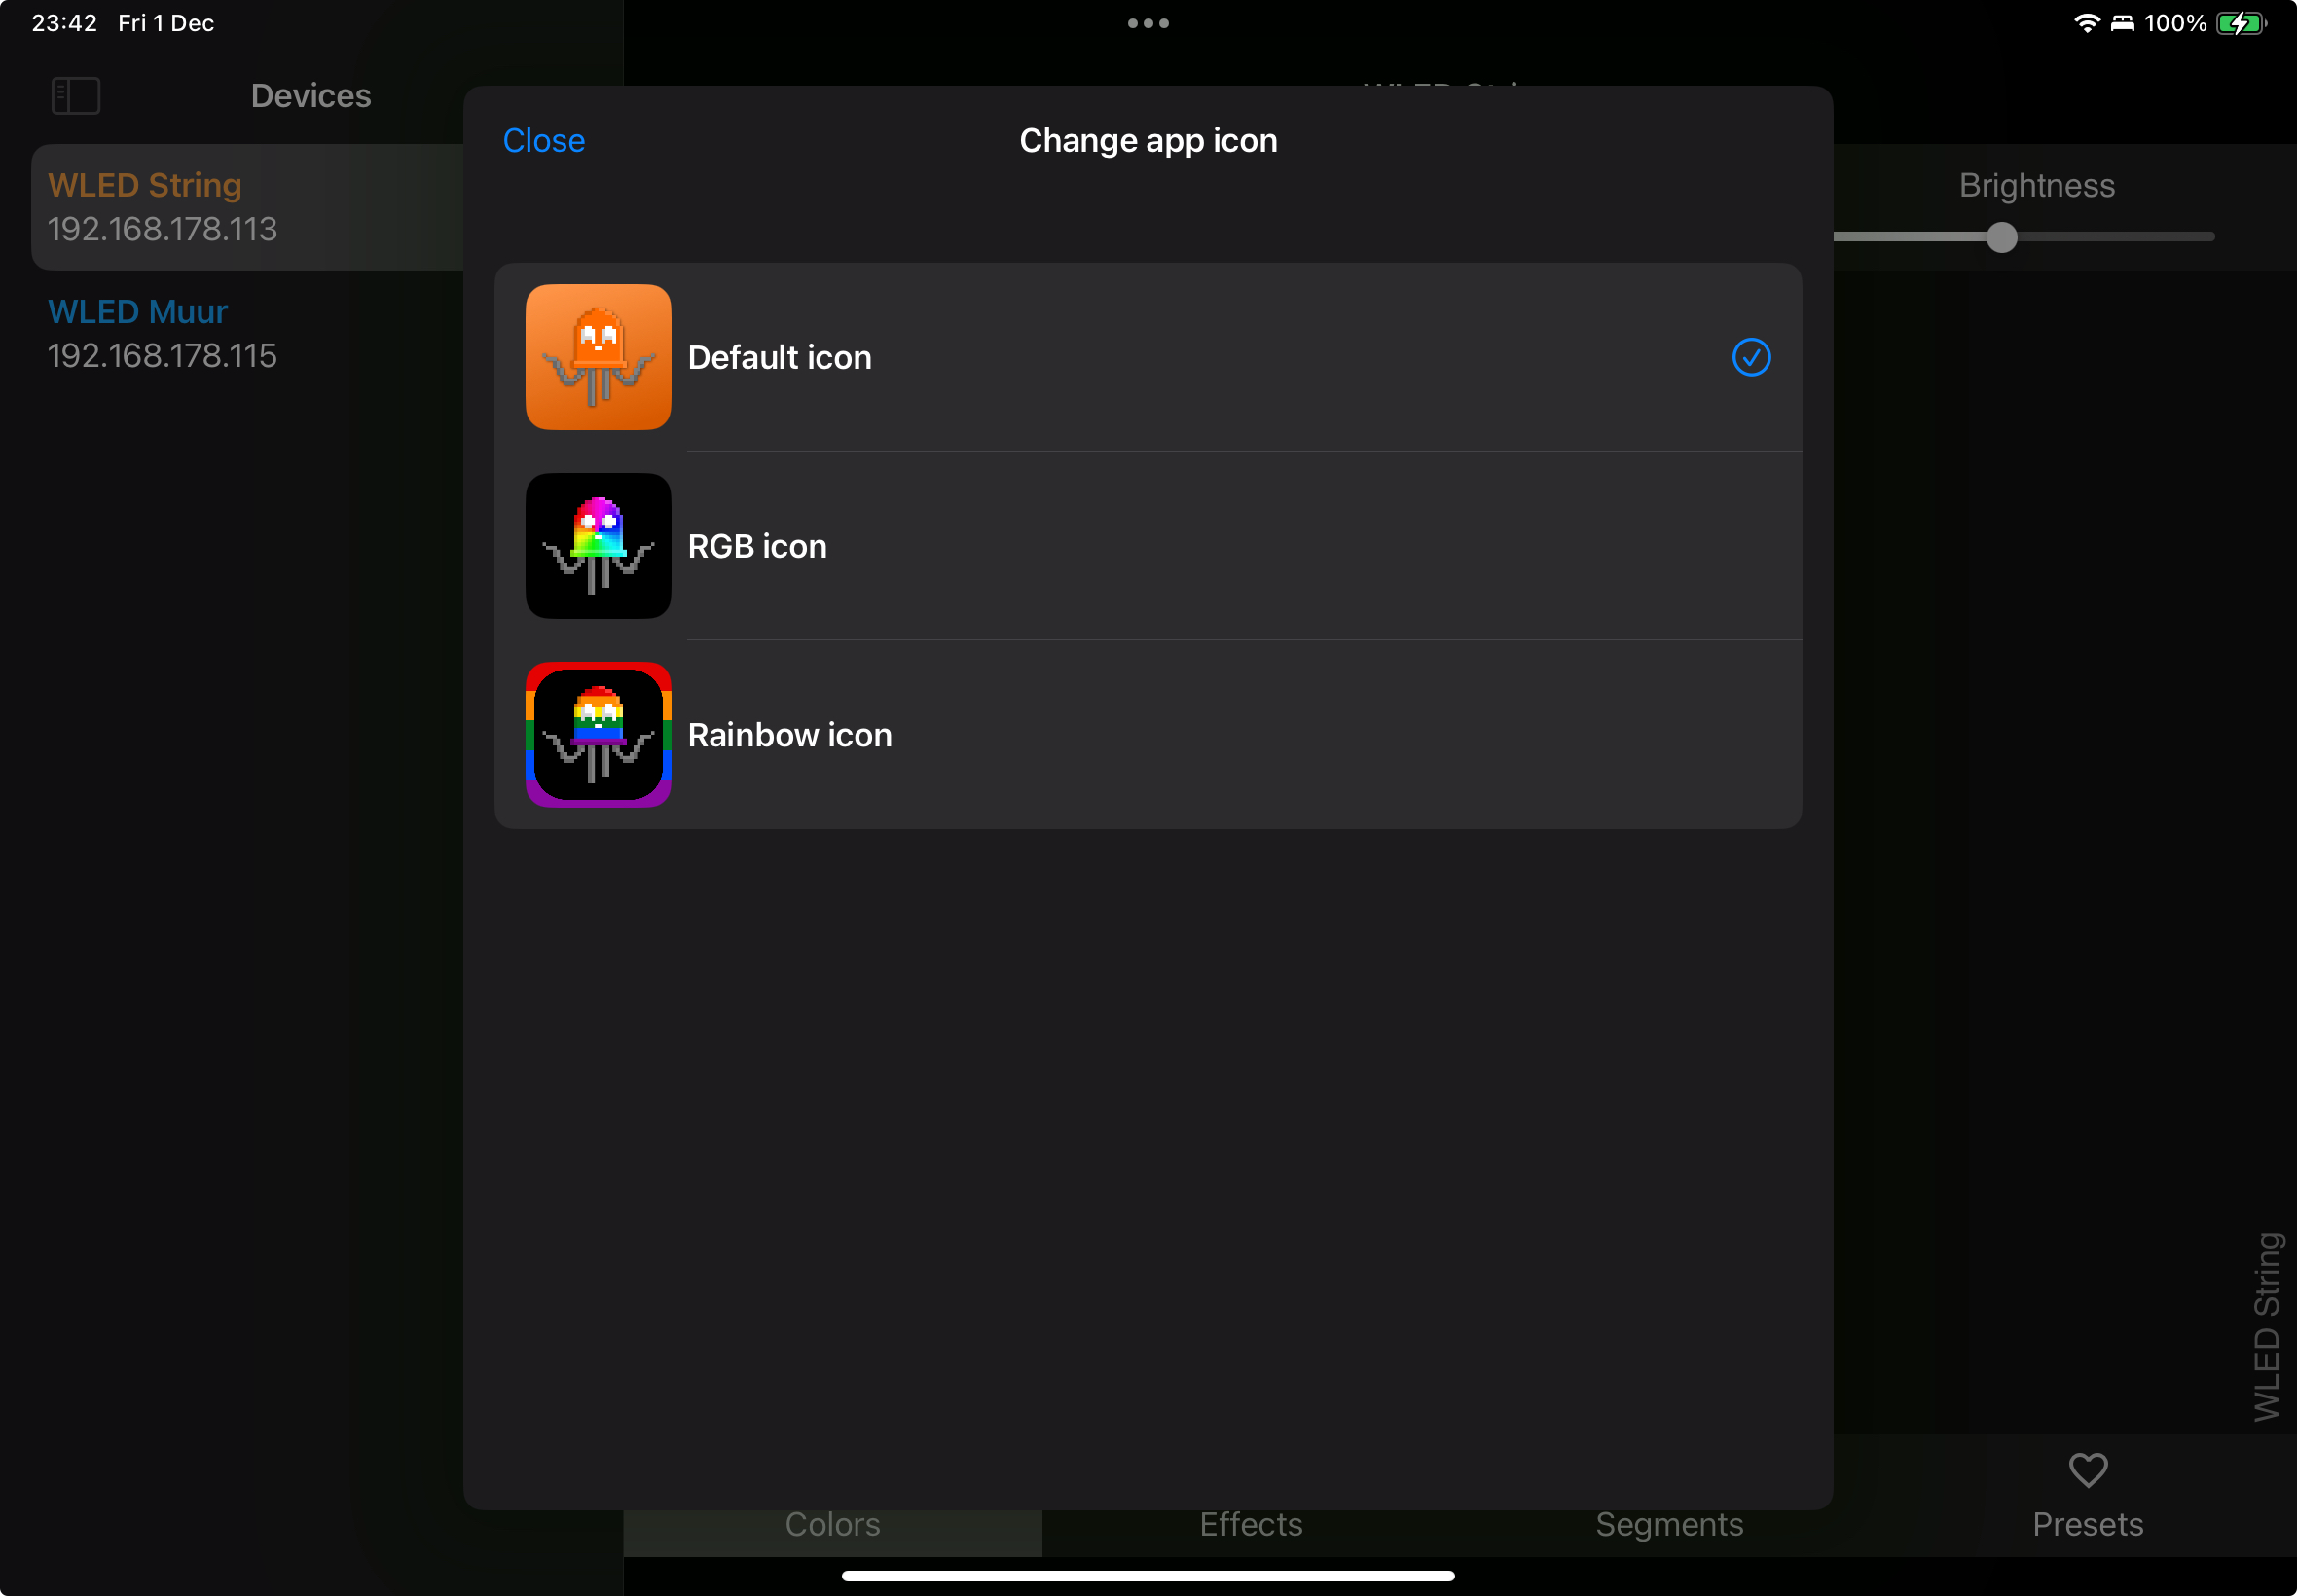 23:42 Fri 1 Dec
100%
Devices
WLED String
192.168.178.113
WLED Muur
192.168.178.115
Close
Change app icon
Default icon
RGB icon
Rainbow icon
Brightness
WLED String
Colors
Effects
Segments
Presets